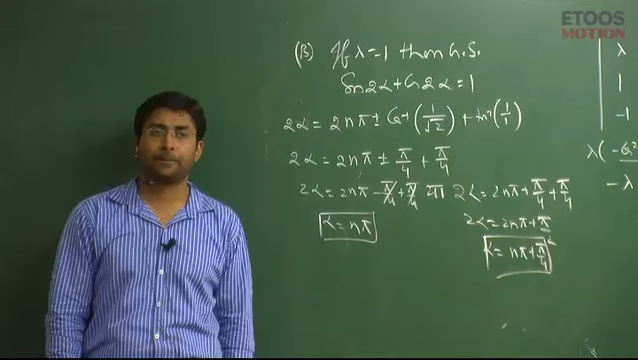 ETOOS
MOTION
(B) If λ=-1 then G.S.
Sin2α+Cos2α=1
2α=2nπ± Cos⁻¹(1/√2)+tan⁻¹(1/1)
2α=2nπ±π/4+π/4
2α=2nπ-π/4+π/4 या 2α=2nπ+π/4+π/4
α=nπ
2α=2nπ+π/2
α=nπ+π/4
λ
1
-1
λ(-
-λ